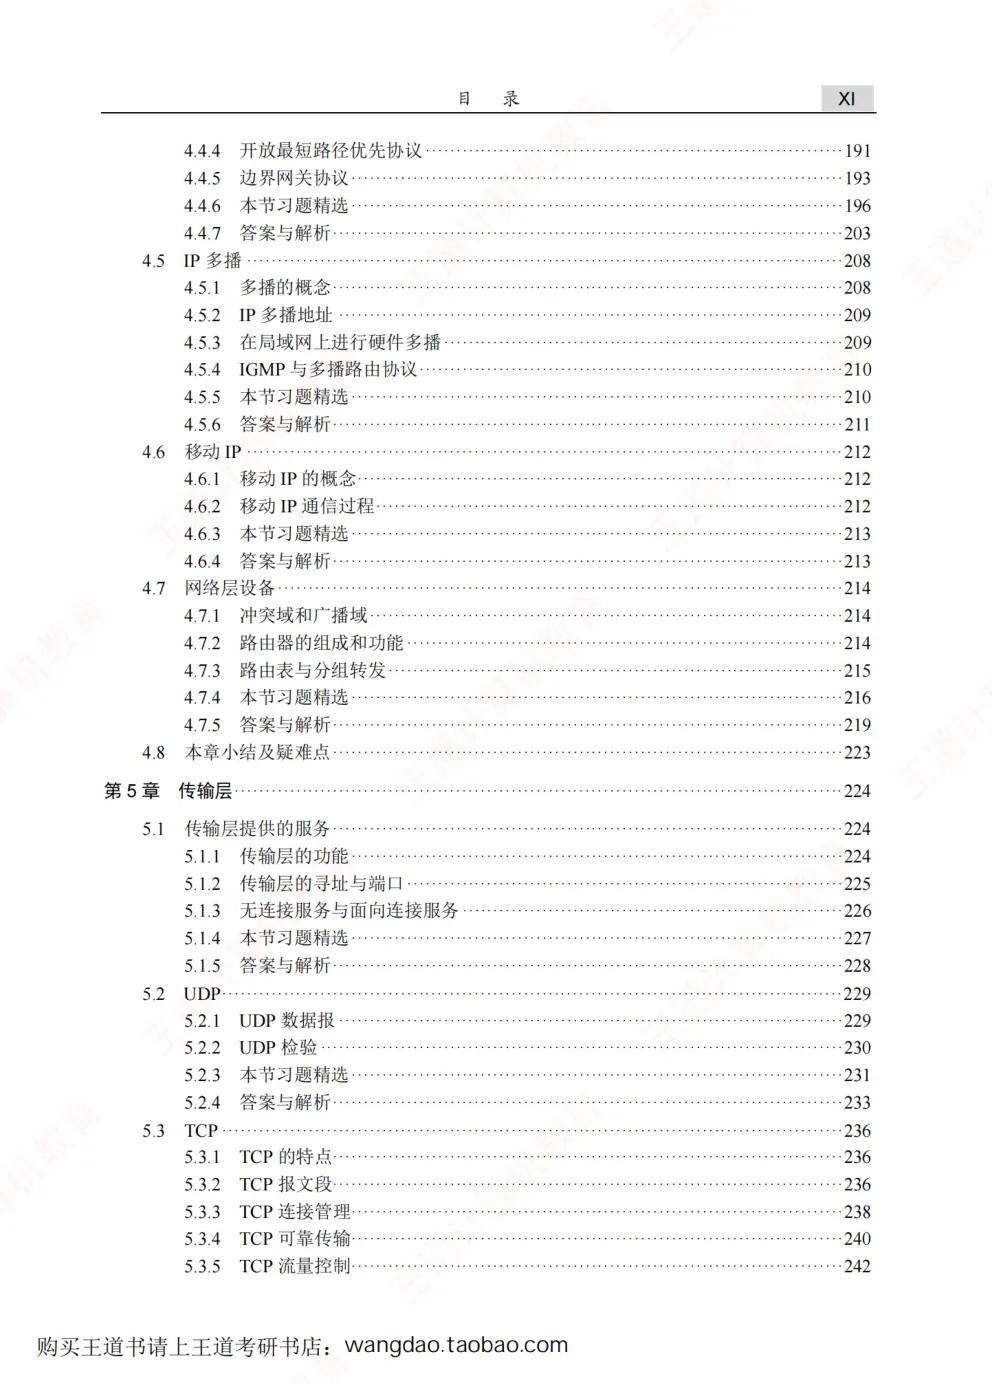 目 录 XI
4.4.4 开放最短路径优先协议 191
4.4.5 边界网关协议 193
4.4.6 本节习题精选 196
4.4.7 答案与解析 203
4.5 IP 多播 208
4.5.1 多播的概念 208
4.5.2 IP 多播地址 209
4.5.3 在局域网上进行硬件多播 209
4.5.4 IGMP 与多播路由协议 210
4.5.5 本节习题精选 210
4.5.6 答案与解析 211
4.6 移动 IP 212
4.6.1 移动 IP 的概念 212
4.6.2 移动 IP 通信过程 212
4.6.3 本节习题精选 213
4.6.4 答案与解析 213
4.7 网络层设备 214
4.7.1 冲突域和广播域 214
4.7.2 路由器的组成和功能 214
4.7.3 路由表与分组转发 215
4.7.4 本节习题精选 216
4.7.5 答案与解析 219
4.8 本章小结及疑难点 223
第 5 章 传输层 224
5.1 传输层提供的服务 224
5.1.1 传输层的功能 224
5.1.2 传输层的寻址与端口 225
5.1.3 无连接服务与面向连接服务 226
5.1.4 本节习题精选 227
5.1.5 答案与解析 228
5.2 UDP 229
5.2.1 UDP 数据报 229
5.2.2 UDP 检验 230
5.2.3 本节习题精选 231
5.2.4 答案与解析 233
5.3 TCP 236
5.3.1 TCP 的特点 236
5.3.2 TCP 报文段 236
5.3.3 TCP 连接管理 238
5.3.4 TCP 可靠传输 240
5.3.5 TCP 流量控制 242
购买王道书请上王道考研书店：wangdao.taobao.com